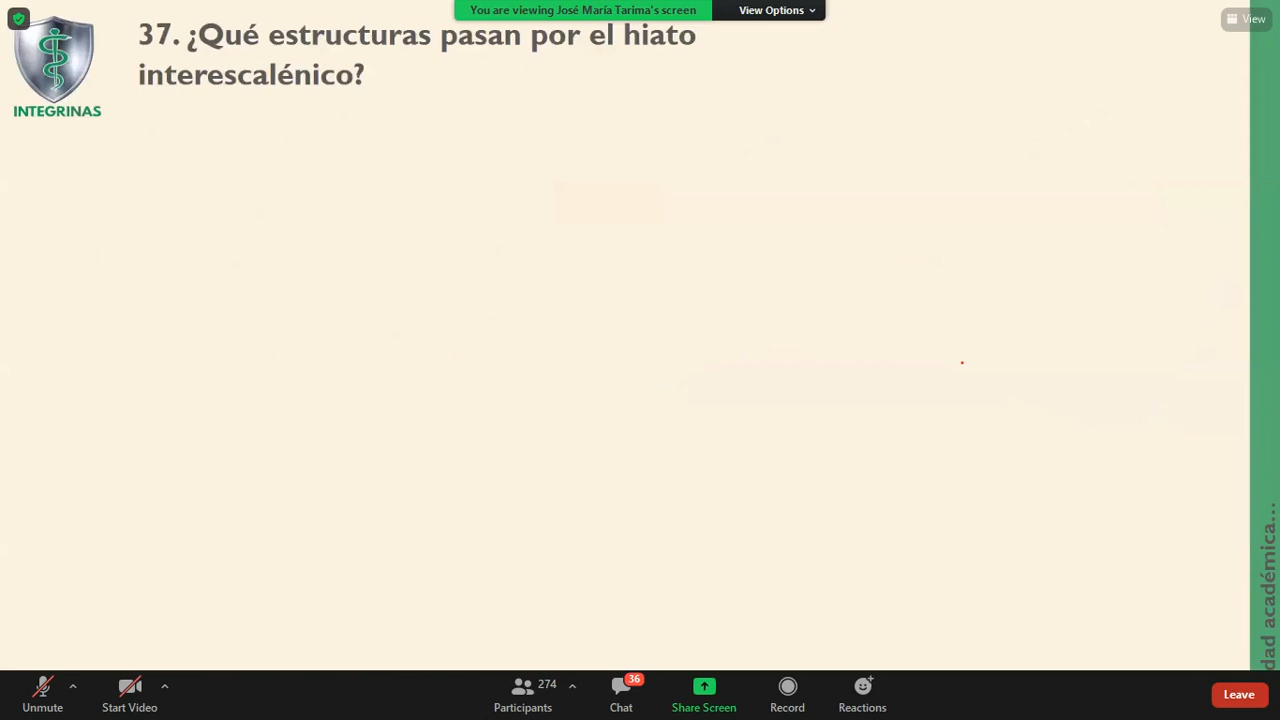 You are viewing José María Tarima's screen
View Options
View
37. ¿Qué estructuras pasan por el hiato
interescalénico?
INTEGRINAS
dad académica...
Unmute
Start Video
274
Participants
36
Chat
Share Screen
Record
Reactions
Leave